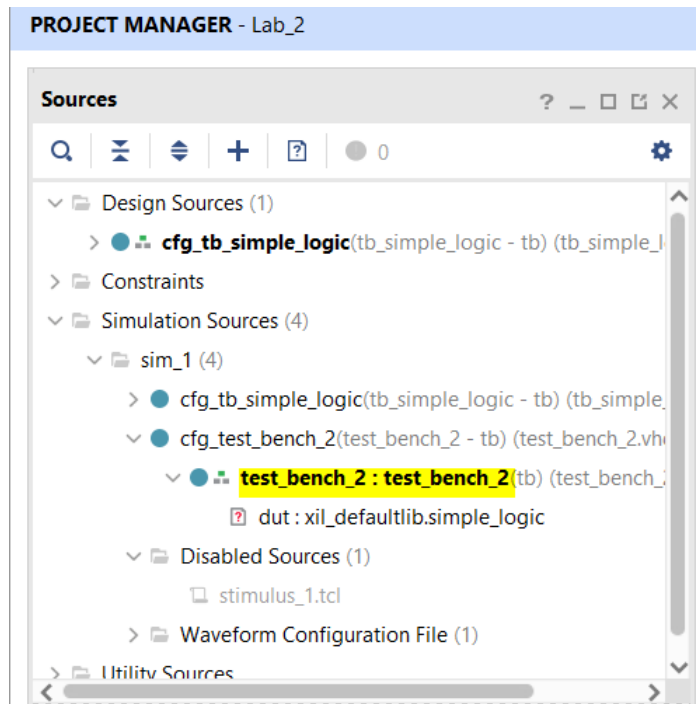 PROJECT MANAGER - Lab_2
Sources
? _
0
Design Sources (1)
cfg_tb_simple_logic(tb_simple_logic - tb) (tb_simple_l
Constraints
Simulation Sources (4)
sim_1 (4)
cfg_tb_simple_logic(tb_simple_logic - tb) (tb_simple_
cfg_test_bench_2(test_bench_2 - tb) (test_bench_2.vh
test_bench_2 : test_bench_2(tb) (test_bench_
? dut : xil_defaultlib.simple_logic
Disabled Sources (1)
stimulus_1.tcl
Waveform Configuration File (1)
Utility Sources